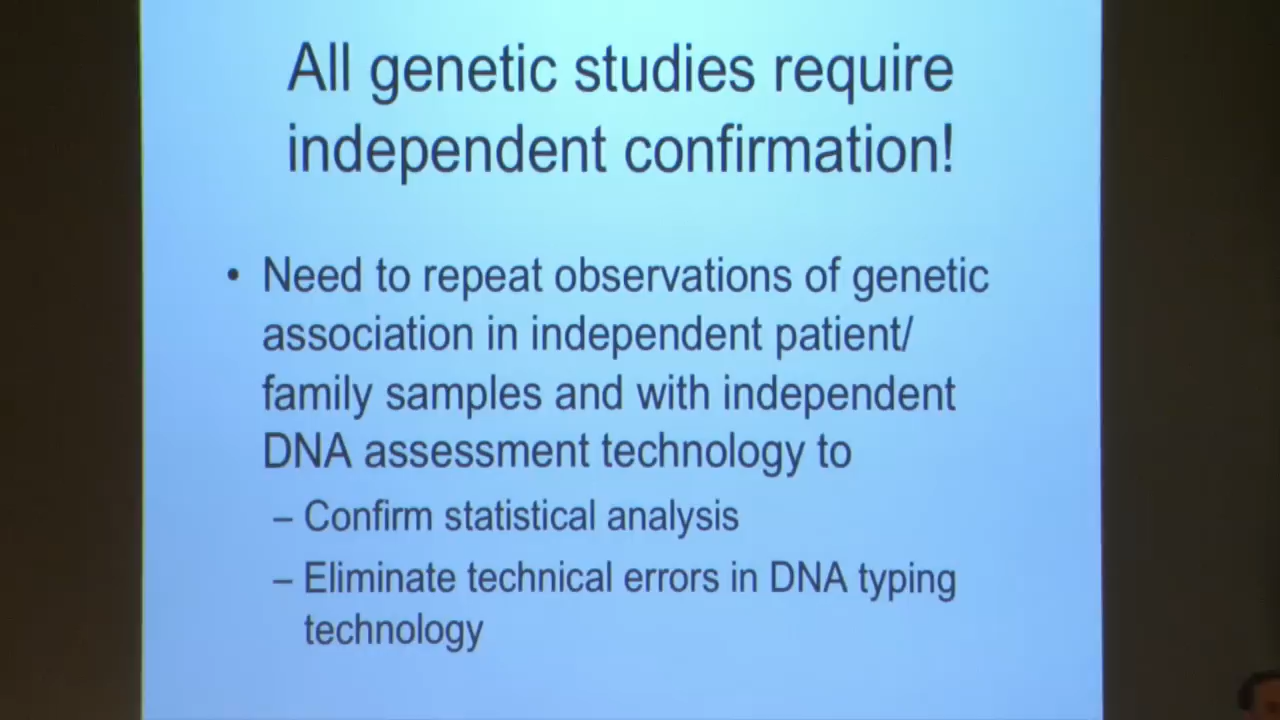 All genetic studies require
independent confirmation!
• Need to repeat observations of genetic
association in independent patient/
family samples and with independent
DNA assessment technology to
– Confirm statistical analysis
– Eliminate technical errors in DNA typing
technology